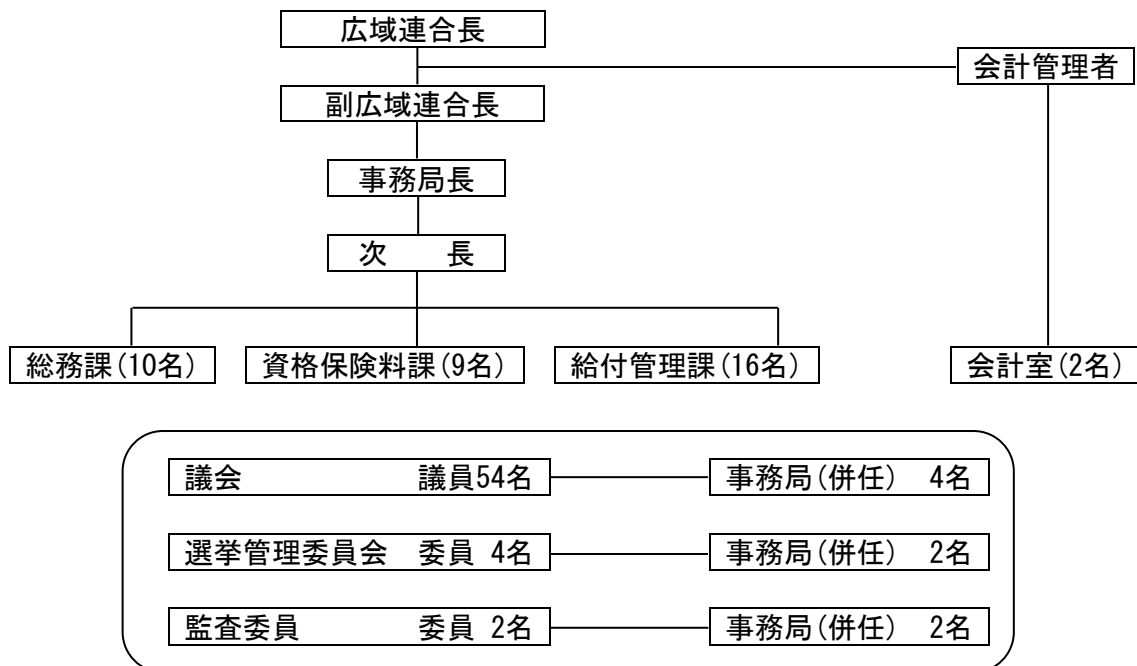 広域連合長
会計管理者
副広域連合長
事務局長
次　　長
総務課(10名)
資格保険料課(9名)
給付管理課(16名)
会計室(2名)
議会　　　　　　議員54名
事務局(併任)　4名
選挙管理委員会　委員 4名
事務局(併任)　2名
監査委員　　　　委員 2名
事務局(併任)　2名